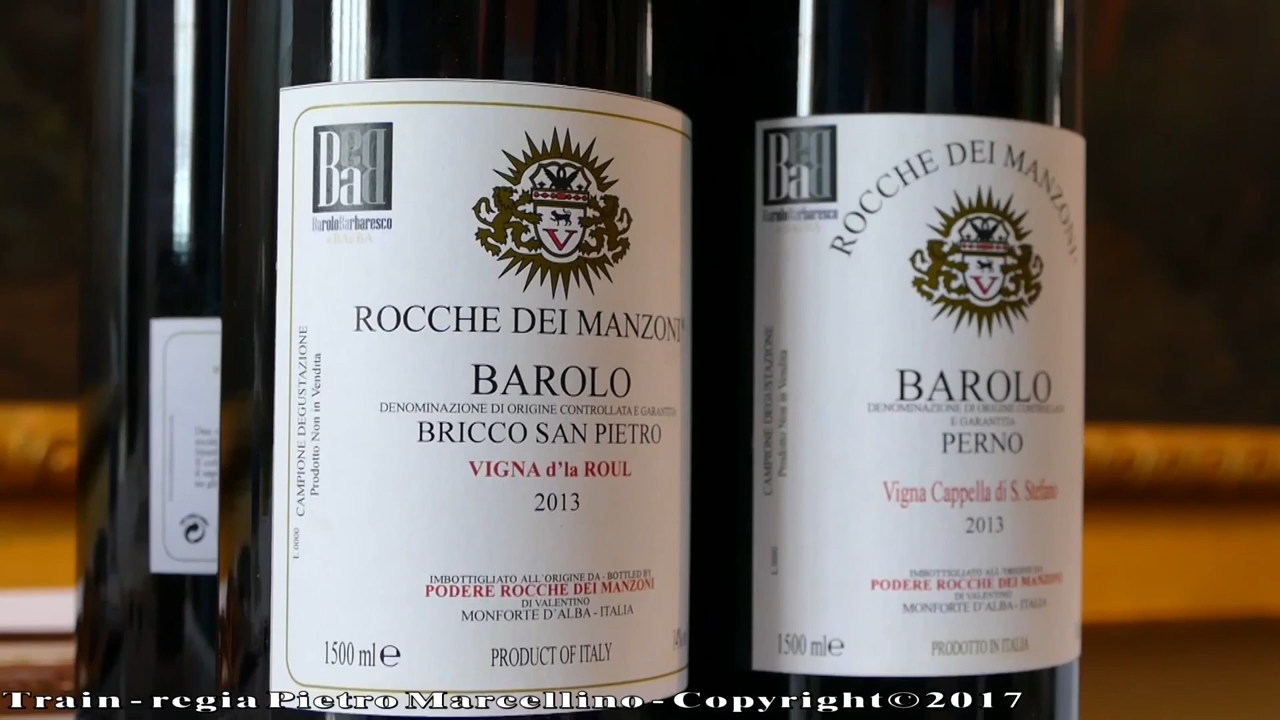 BeBa
BaroloBarbaresco
ROCCHE DEI MANZONI
BAROLO
DENOMINAZIONE DI ORIGINE CONTROLLATA E GARANTITA
BRICCO SAN PIETRO
VIGNA d'la ROUL
2013
IMBOTTIGLIATO ALL'ORIGINE DA - BOTTLED BY
PODERE ROCCHE DEI MANZONI
DI VALENTINO
MONFORTE D'ALBA - ITALIA
1500 ml e
PRODUCT OF ITALY
L 0000
CAMPIONE DEGUSTAZIONE
Prodotto Non in Vendita
BaroloBarbaresco
ROCCHE DEI MANZONI
BAROLO
DENOMINAZIONE DI ORIGINE CONTROLLATA
E GARANTITA
PERNO
Vigna Cappella di S. Stefano
2013
IMBOTTIGLIATO ALL'ORIGINE DA
PODERE ROCCHE DEI MANZONI
DI VALENTINO
MONFORTE D'ALBA - ITALIA
1500 ml e
PRODOTTO IN ITALIA
CAMPIONE DEGUSTAZIONE
Prodotto Non in Vendita
Train - regia Pietro Marcellino - Copyright©2017